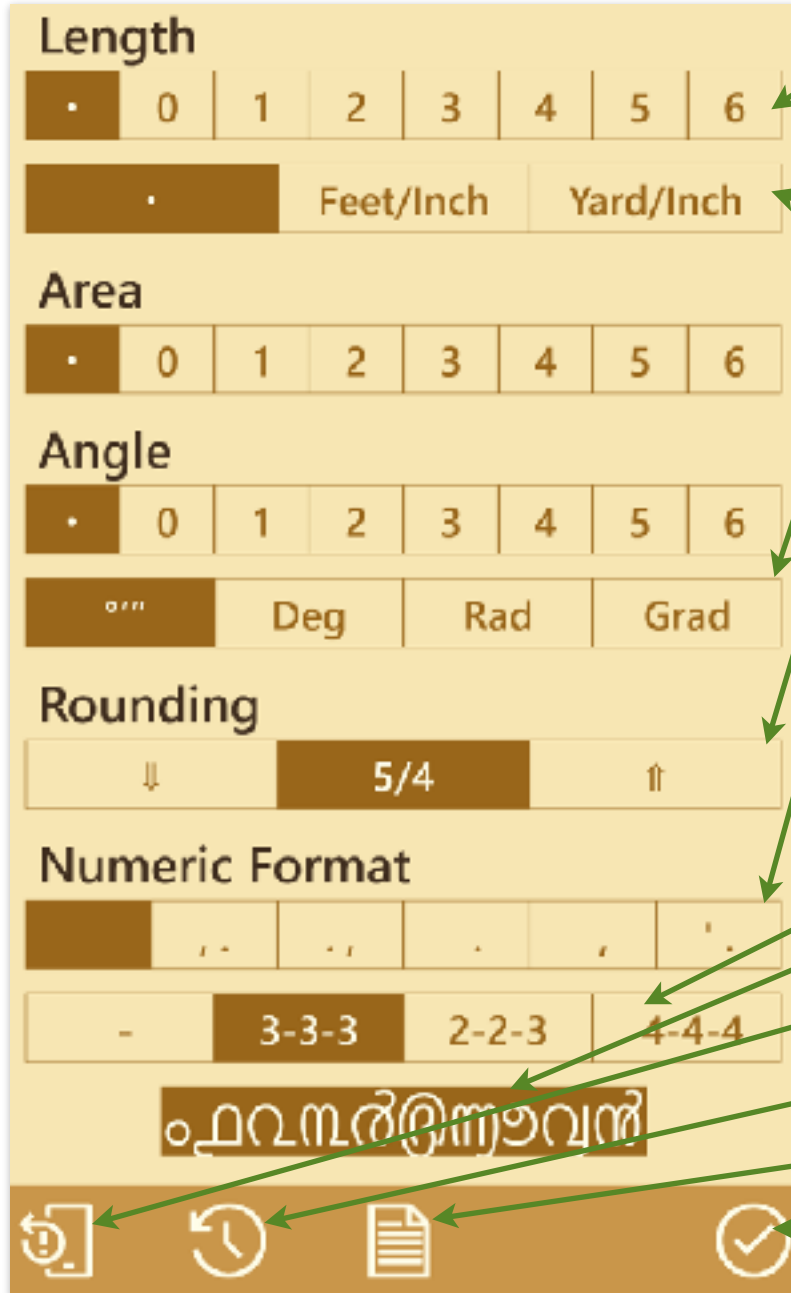 Length
· 0 1 2 3 4 5 6
· Feet/Inch Yard/Inch
Area
· 0 1 2 3 4 5 6
Angle
· 0 1 2 3 4 5 6
°′″ Deg Rad Grad
Rounding
⇓ 5/4 ⇑
Numeric Format
, . . , . , ' .
- 3-3-3 2-2-3 4-4-4
൦൧൨൩൪൫൬൭൮൯